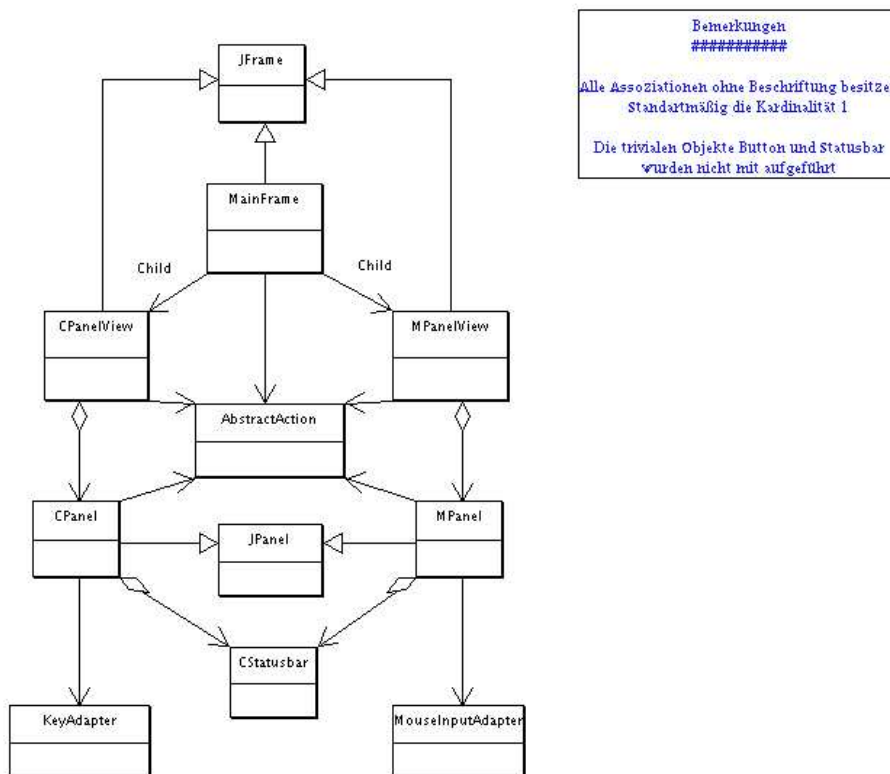 Bemerkungen
###########
Alle Assoziationen ohne Beschriftung besitze
Standartmäßig die Kardinalität 1
Die trivialen Objekte Button und Statusbar
wurden nicht mit aufgeführt
JFrame
MainFrame
Child
Child
CPanelView
MPanelView
AbstractAction
CPanel
MPanel
JPanel
CStatusbar
KeyAdapter
MouseInputAdapter